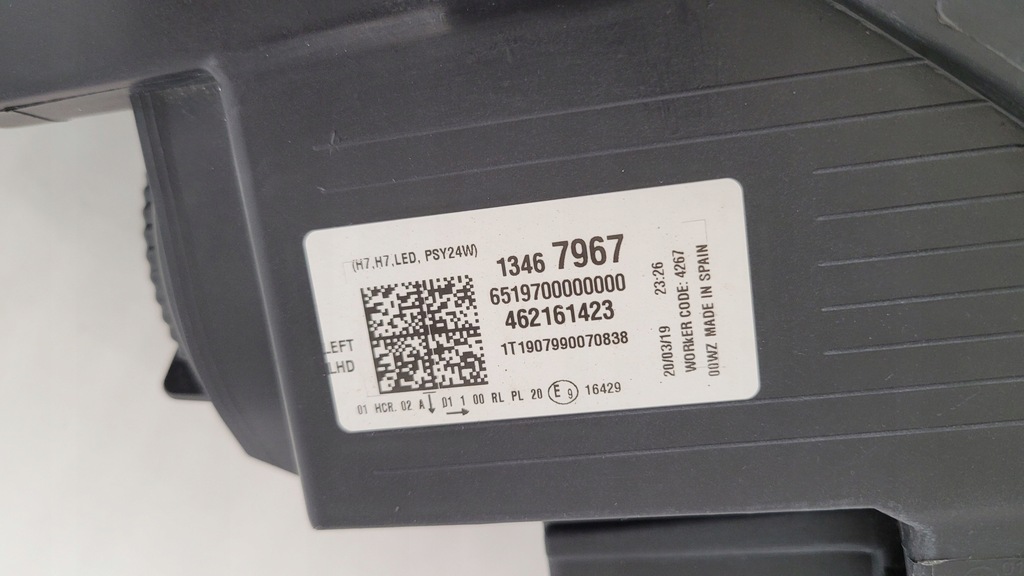 (H7,H7,LED, PSY24W)
1346 7967
6519700000000
462161423
1T1907990070838
LEFT
LHD
01 HCR. 02 A ↓ 01 1 00 RL PL 20 E9 16429
→
20/03/19 23:26
WORKER CODE: 4267
00WZ MADE IN SPAIN